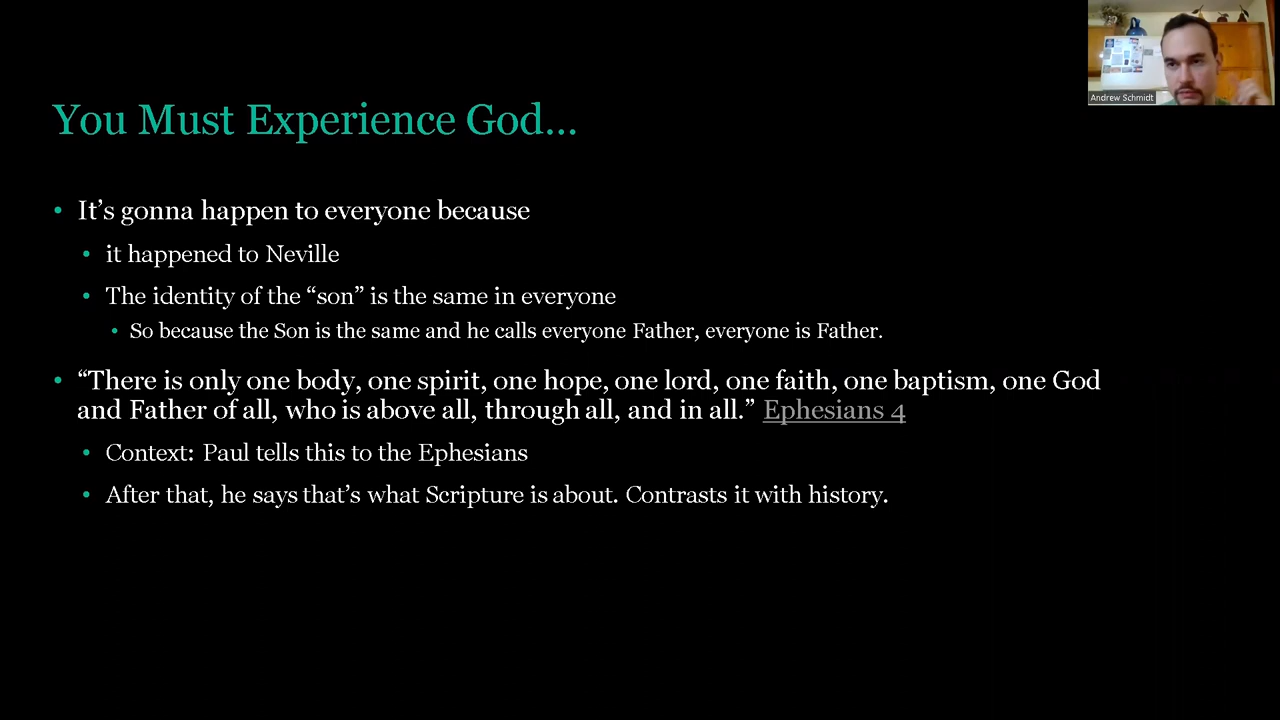 Andrew Schmidt
You Must Experience God...
• It’s gonna happen to everyone because
• it happened to Neville
• The identity of the “son” is the same in everyone
• So because the Son is the same and he calls everyone Father, everyone is Father.
• “There is only one body, one spirit, one hope, one lord, one faith, one baptism, one God
and Father of all, who is above all, through all, and in all.” Ephesians 4
• Context: Paul tells this to the Ephesians
• After that, he says that’s what Scripture is about. Contrasts it with history.